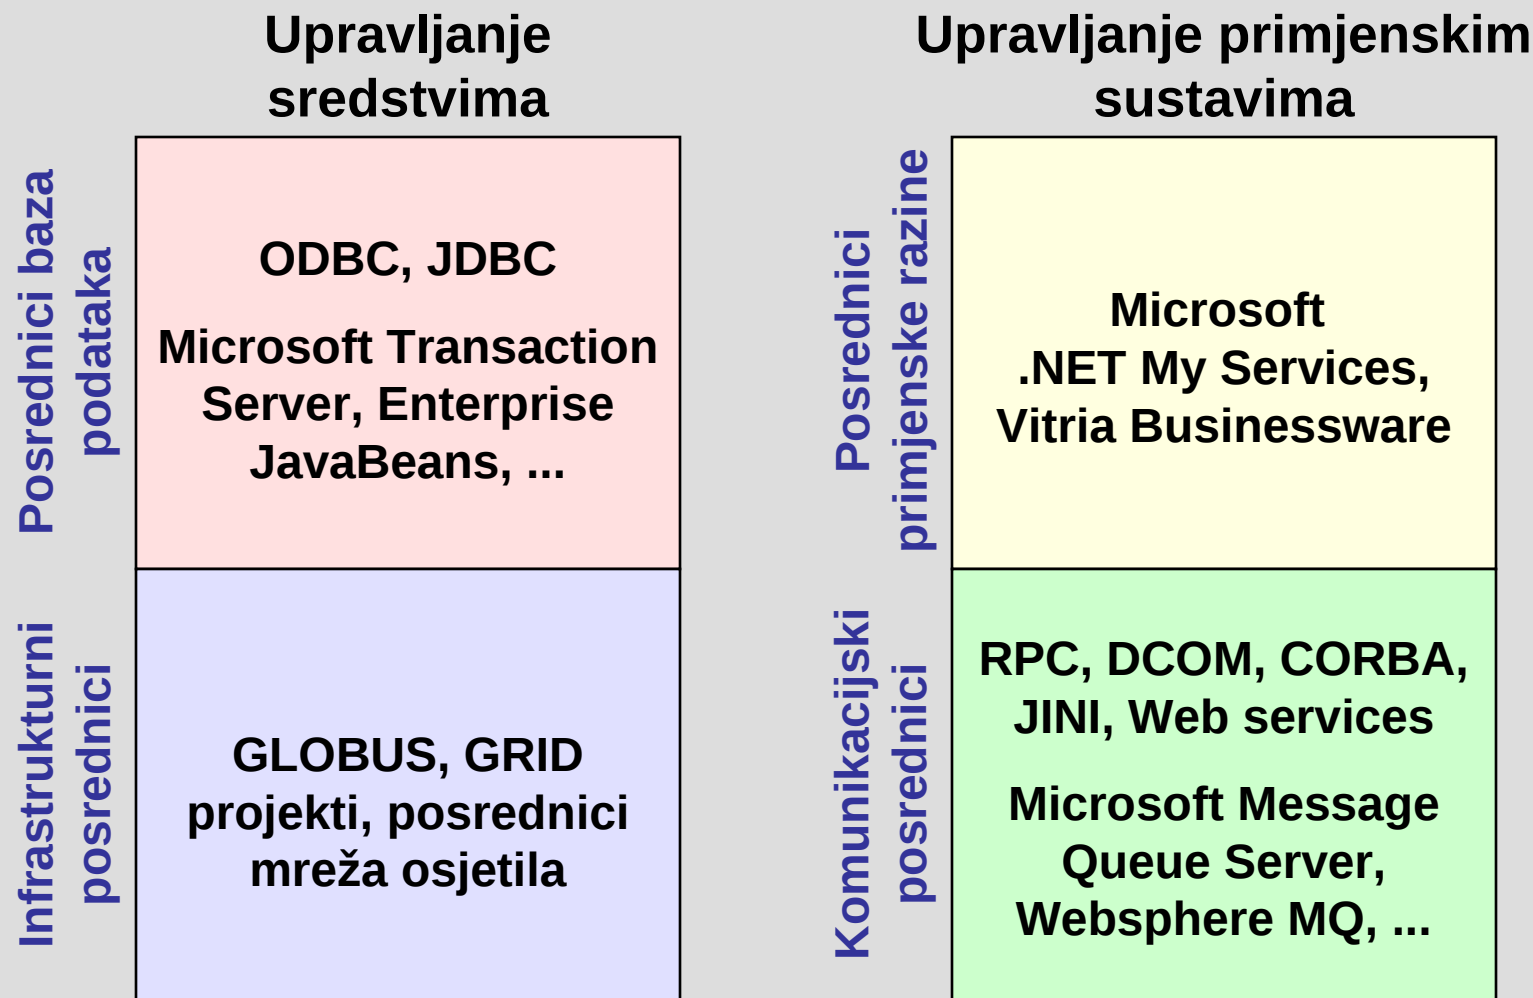 Upravljanje
sredstvima
Posrednici baza
podataka
ODBC, JDBC
Microsoft Transaction
Server, Enterprise
JavaBeans, ...
Infrastrukturni
posrednici
GLOBUS, GRID
projekti, posrednici
mreža osjetila
Upravljanje primjenskim
sustavima
Posrednici
primjenske razine
Microsoft
.NET My Services,
Vitria Businessware
Komunikacijski
posrednici
RPC, DCOM, CORBA,
JINI, Web services
Microsoft Message
Queue Server,
Websphere MQ, ...